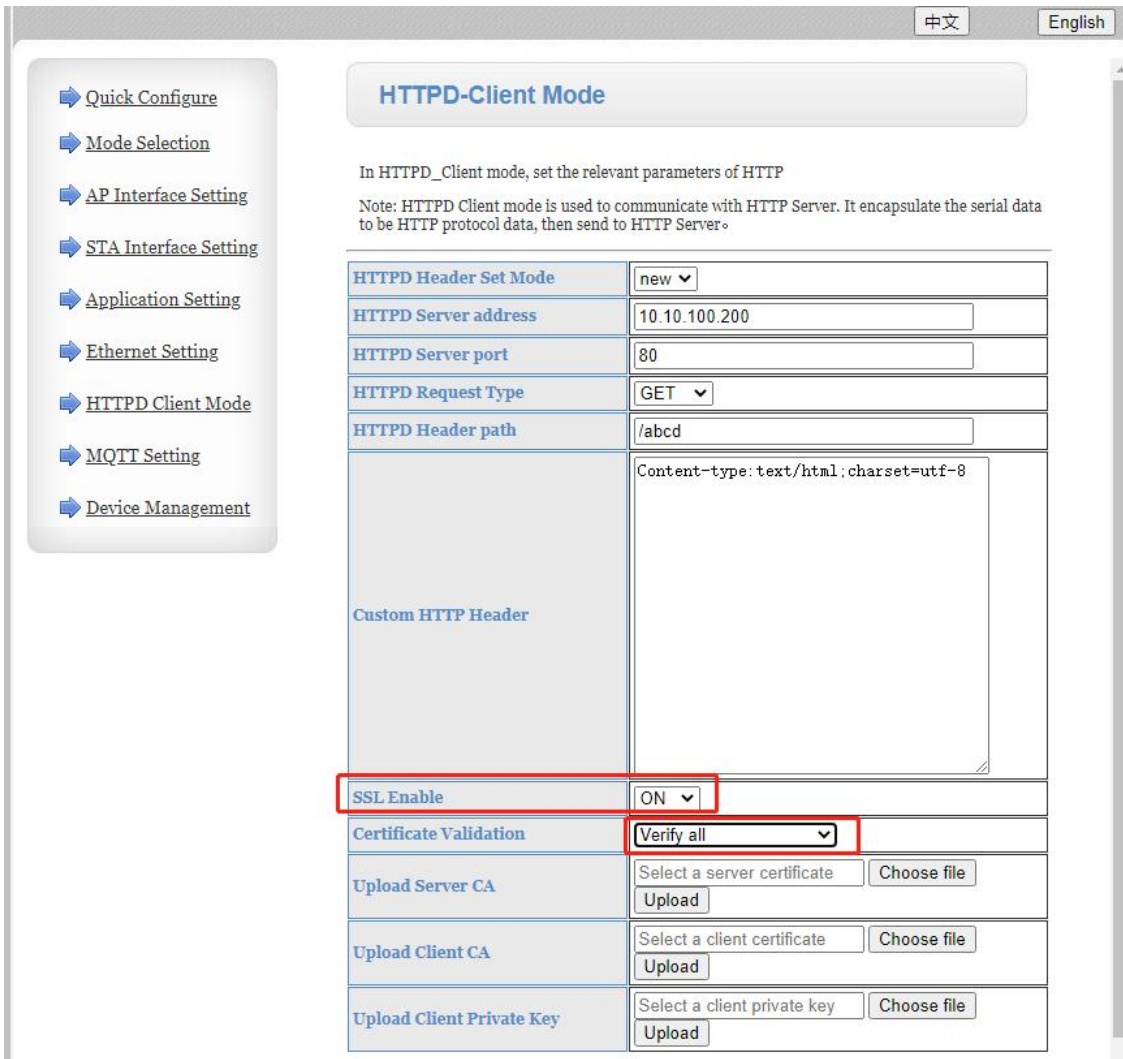 中文
English
Quick Configure
Mode Selection
AP Interface Setting
STA Interface Setting
Application Setting
Ethernet Setting
HTTPD Client Mode
MQTT Setting
Device Management
HTTPD-Client Mode
In HTTPD_Client mode, set the relevant parameters of HTTP
Note: HTTPD Client mode is used to communicate with HTTP Server. It encapsulate the serial data
to be HTTP protocol data, then send to HTTP Server。
HTTPD Header Set Mode new
HTTPD Server address 10.10.100.200
HTTPD Server port 80
HTTPD Request Type GET
HTTPD Header path /abcd
Custom HTTP Header Content-type:text/html;charset=utf-8
SSL Enable ON
Certificate Validation Verify all
Upload Server CA Select a server certificate Choose file
Upload
Upload Client CA Select a client certificate Choose file
Upload
Upload Client Private Key Select a client private key Choose file
Upload